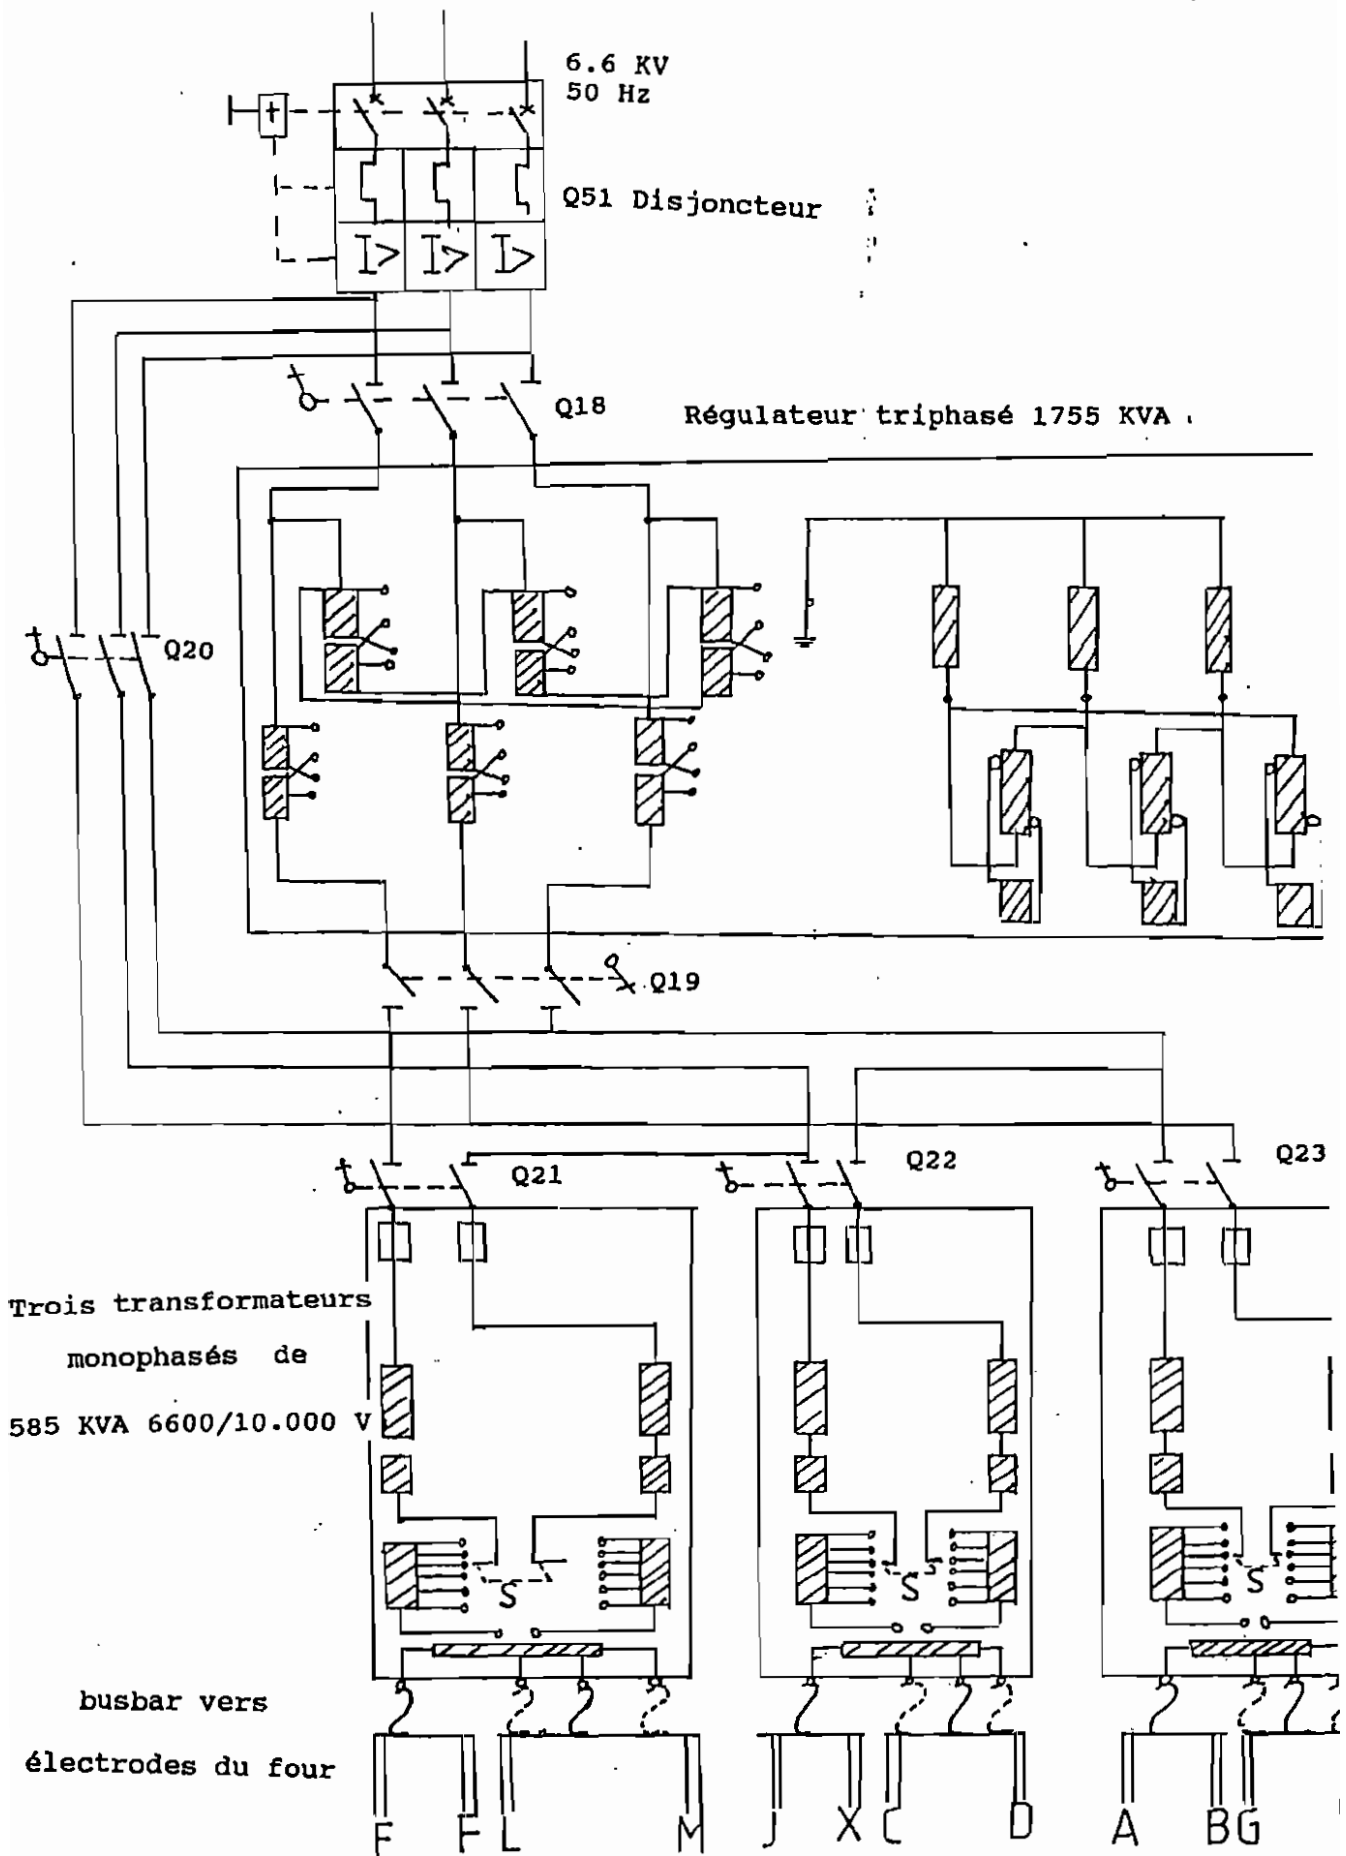 6.6 KV
50 Hz
Q51 Disjoncteur
I> I> I>
Q18
Régulateur triphasé 1755 KVA
Q20
Q19
Q21
Q22
Q23
Trois transformateurs
monophasés de
585 KVA 6600/10.000 V
S
S
S
busbar vers
électrodes du four
F F L M J X C D A B G